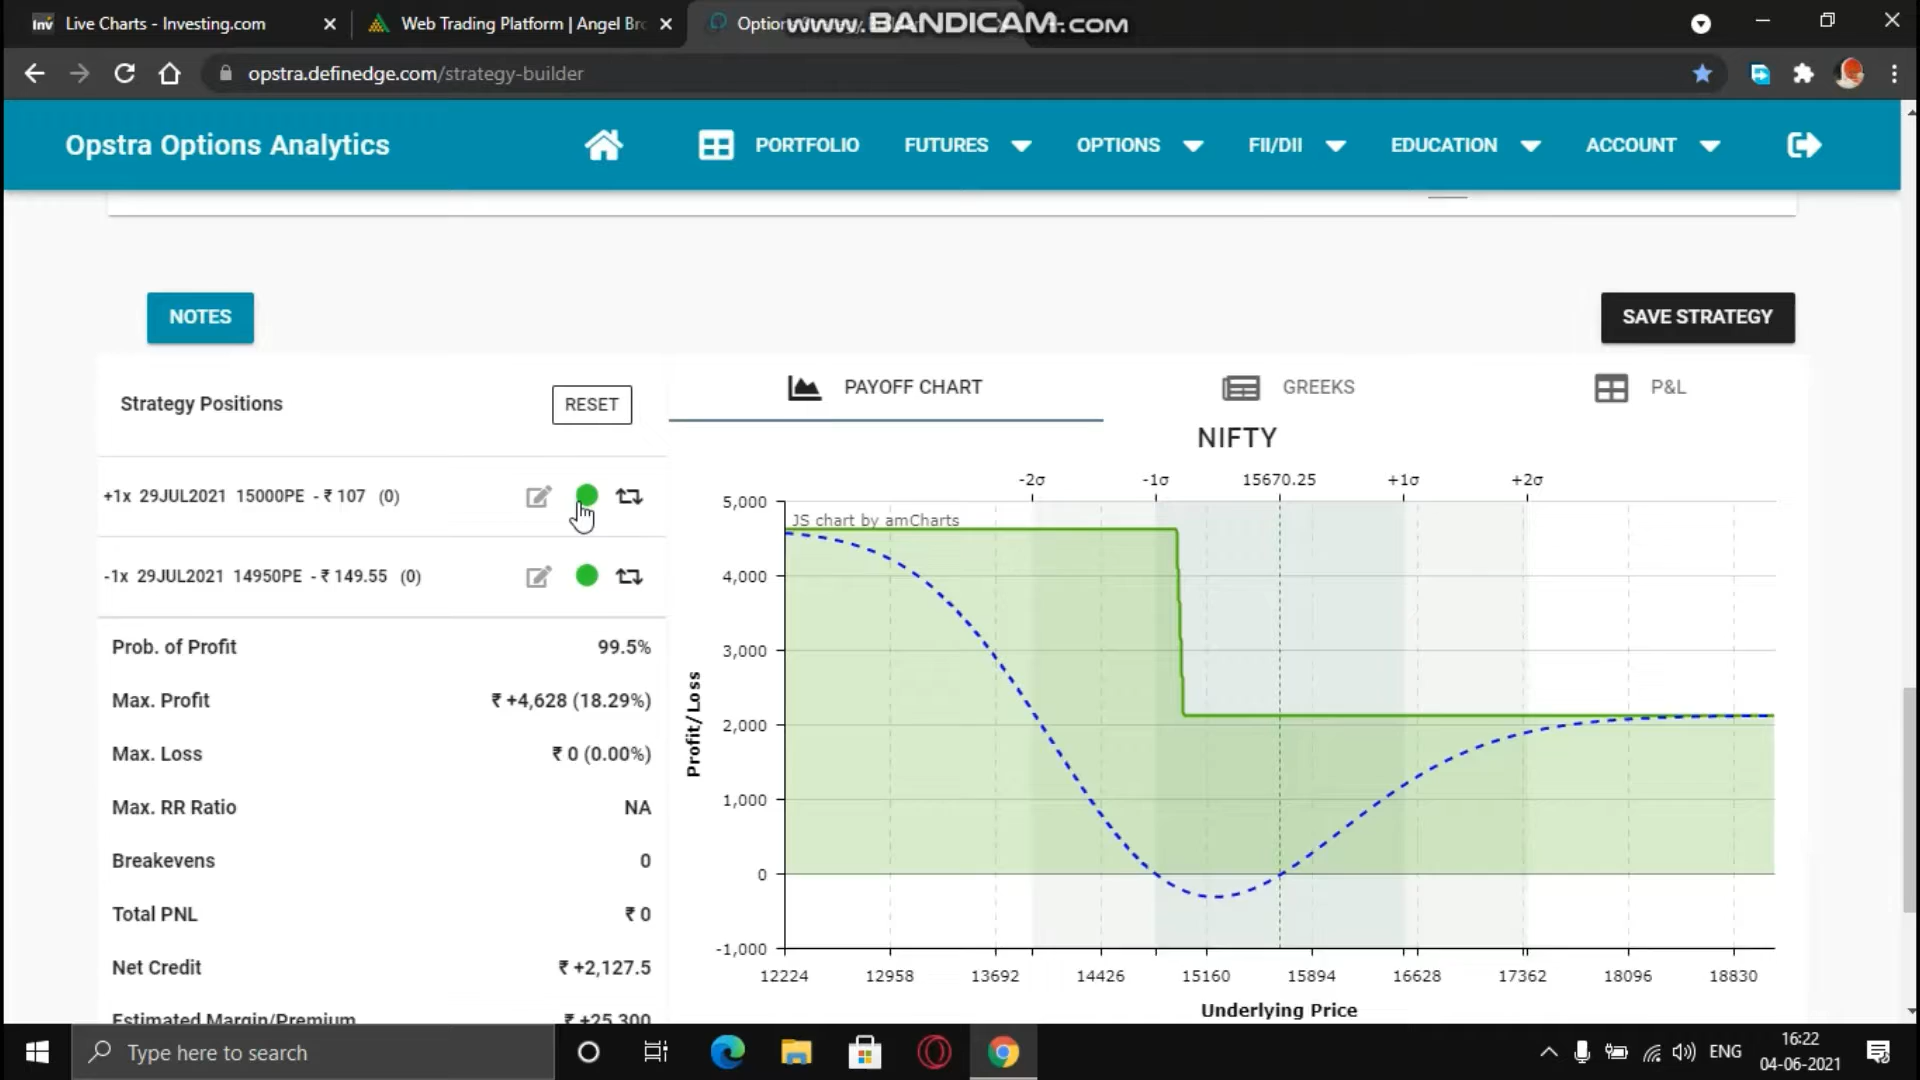 Live Charts - Investing.com
Web Trading Platform | Angel Bro
Option Strategy
www.BANDICAM.com
opstra.definedge.com/strategy-builder
Opstra Options Analytics
PORTFOLIO
FUTURES
OPTIONS
FII/DII
EDUCATION
ACCOUNT
NOTES
SAVE STRATEGY
Strategy Positions
RESET
PAYOFF CHART
GREEKS
P&L
NIFTY
+1x 29JUL2021 15000PE - ₹ 107 (0)
-1x 29JUL2021 14950PE - ₹ 149.55 (0)
Prob. of Profit 99.5%
Max. Profit ₹ +4,628 (18.29%)
Max. Loss ₹ 0 (0.00%)
Max. RR Ratio NA
Breakevens 0
Total PNL ₹ 0
Net Credit ₹ +2,127.5
Estimated Margin/Premium ₹ +25,300
-2σ -1σ 15670.25 +1σ +2σ
JS chart by amCharts
5,000
4,000
3,000
2,000
1,000
0
-1,000
Profit/Loss
12224 12958 13692 14426 15160 15894 16628 17362 18096 18830
Underlying Price
Type here to search
ENG
16:22
04-06-2021